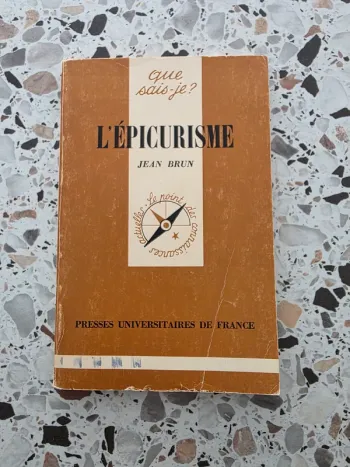 que
sais-je?
L'ÉPICURISME
JEAN BRUN
le point des connaissances actuelles
PRESSES UNIVERSITAIRES DE FRANCE